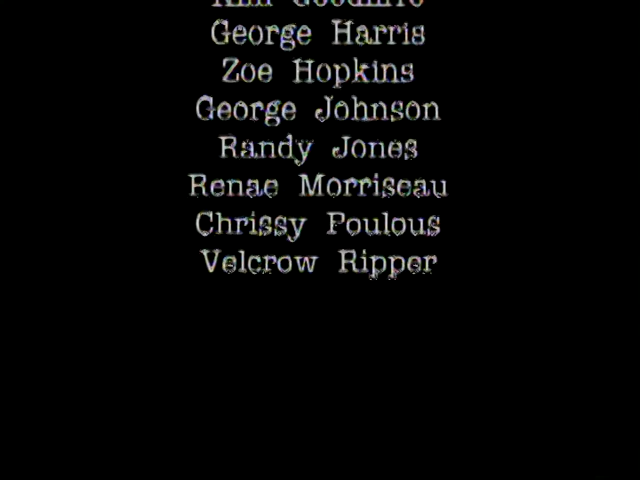 George Harris
Zoe Hopkins
George Johnson
Randy Jones
Renae Morriseau
Chrissy Poulous
Velcrow Ripper